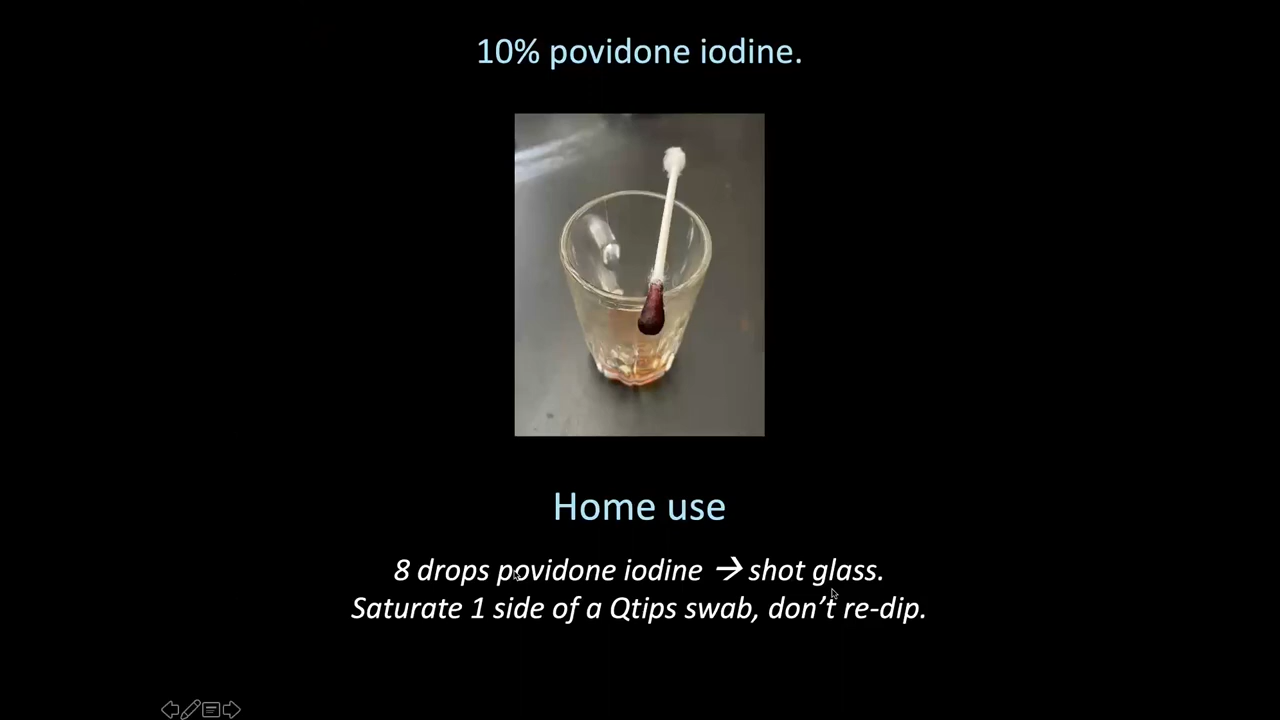 10% povidone iodine.
Home use
8 drops povidone iodine → shot glass.
Saturate 1 side of a Qtips swab, don’t re-dip.